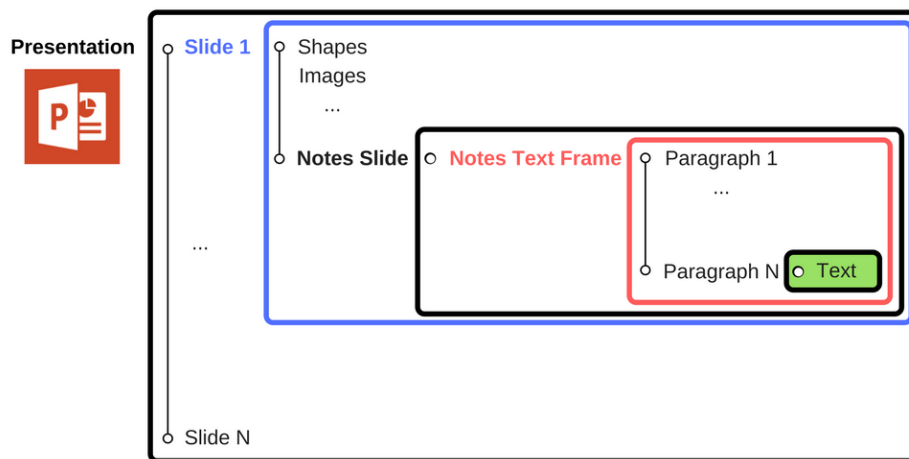 Presentation
P
Slide 1
Shapes
Images
...
Notes Slide
Notes Text Frame
Paragraph 1
...
Paragraph N
Text
...
Slide N